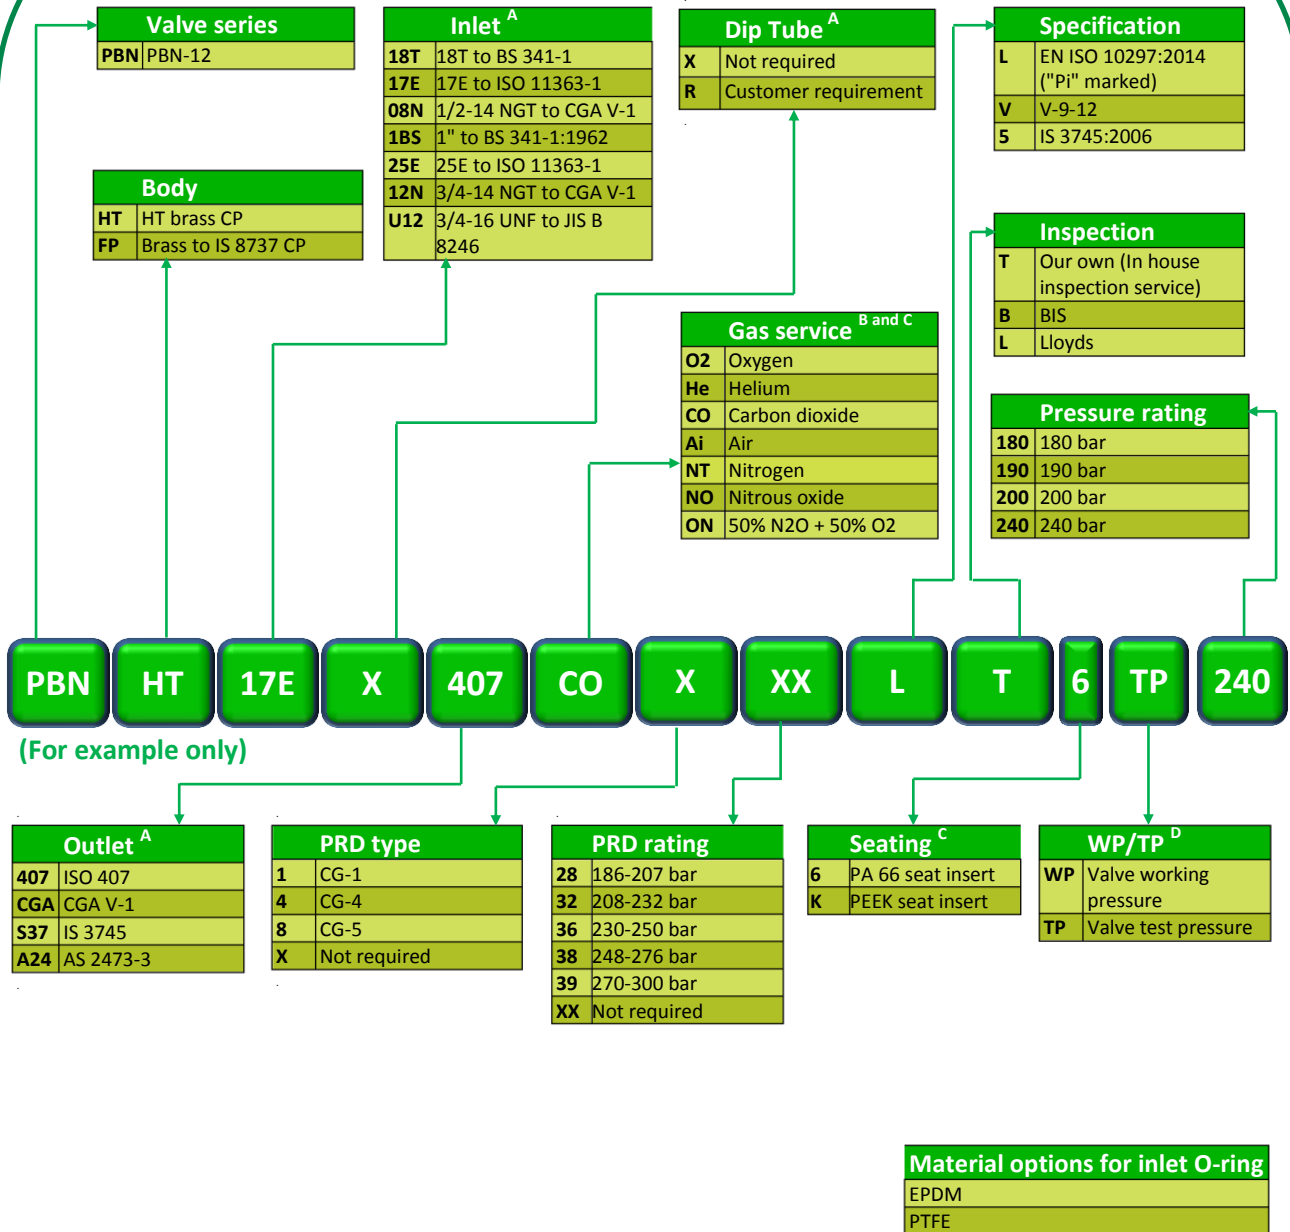 Valve series
PBN PBN-12
Body
HT HT brass CP
FP Brass to IS 8737 CP
Inlet A
18T 18T to BS 341-1
17E 17E to ISO 11363-1
08N 1/2-14 NGT to CGA V-1
1BS 1" to BS 341-1:1962
25E 25E to ISO 11363-1
12N 3/4-14 NGT to CGA V-1
U12 3/4-16 UNF to JIS B
8246
Dip Tube A
X Not required
R Customer requirement
Gas service B and C
O2 Oxygen
He Helium
CO Carbon dioxide
Ai Air
NT Nitrogen
NO Nitrous oxide
ON 50% N2O + 50% O2
Specification
L EN ISO 10297:2014
("Pi" marked)
V V-9-12
5 IS 3745:2006
Inspection
T Our own (In house
inspection service)
B BIS
L Lloyds
Pressure rating
180 180 bar
190 190 bar
200 200 bar
240 240 bar
PBN HT 17E X 407 CO X XX L T 6 TP 240
(For example only)
Outlet A
407 ISO 407
CGA CGA V-1
S37 IS 3745
A24 AS 2473-3
PRD type
1 CG-1
4 CG-4
8 CG-5
X Not required
PRD rating
28 186-207 bar
32 208-232 bar
36 230-250 bar
38 248-276 bar
39 270-300 bar
XX Not required
Seating C
6 PA 66 seat insert
K PEEK seat insert
WP/TP D
WP Valve working
pressure
TP Valve test pressure
Material options for inlet O-ring
EPDM
PTFE